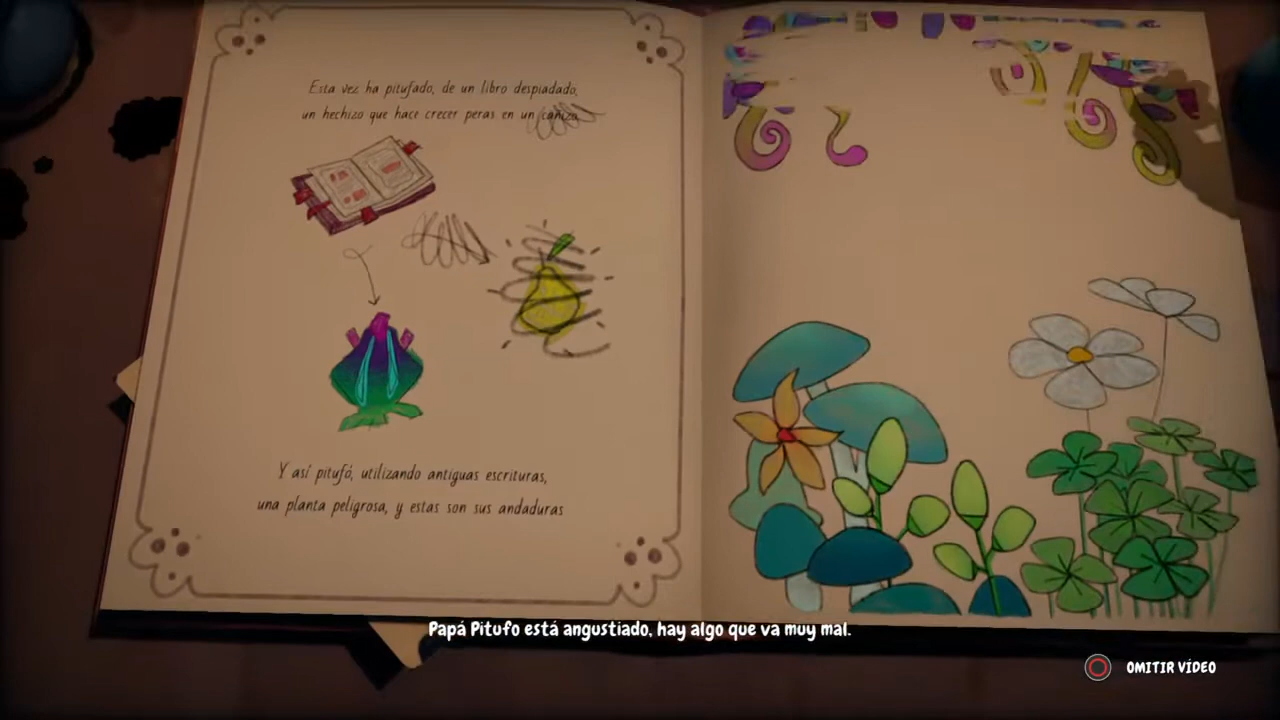 Esta vez ha pitufado, de un libro despiadado,
un hechizo que hace crecer peras en un cañizo.
Y así pitufó, utilizando antiguas escrituras,
una planta peligrosa, y estas son sus andaduras
Papá Pitufo está angustiado, hay algo que va muy mal.
OMITIR VÍDEO